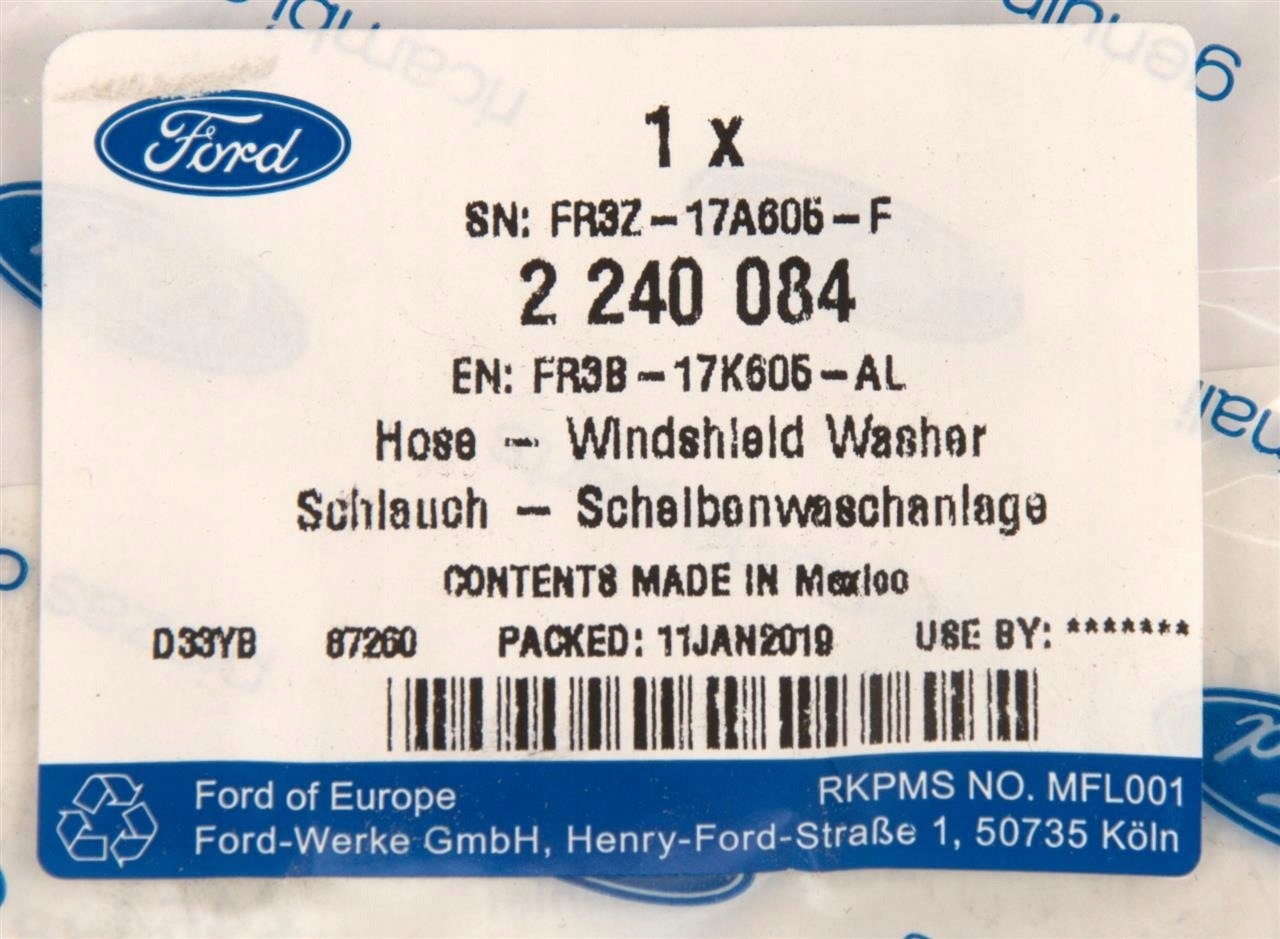 Ford
1 x
SN: FR3Z-17A605-F
2 240 084
EN: FR3B-17K605-AL
Hose - Windshield Washer
Schlauch - Scheibenwaschanlage
CONTENTS MADE IN Mexico
D33YB 87260 PACKED: 11JAN2019 USE BY: *******
Ford of Europe
RKPMS NO. MFL001
Ford-Werke GmbH, Henry-Ford-Straße 1, 50735 Köln